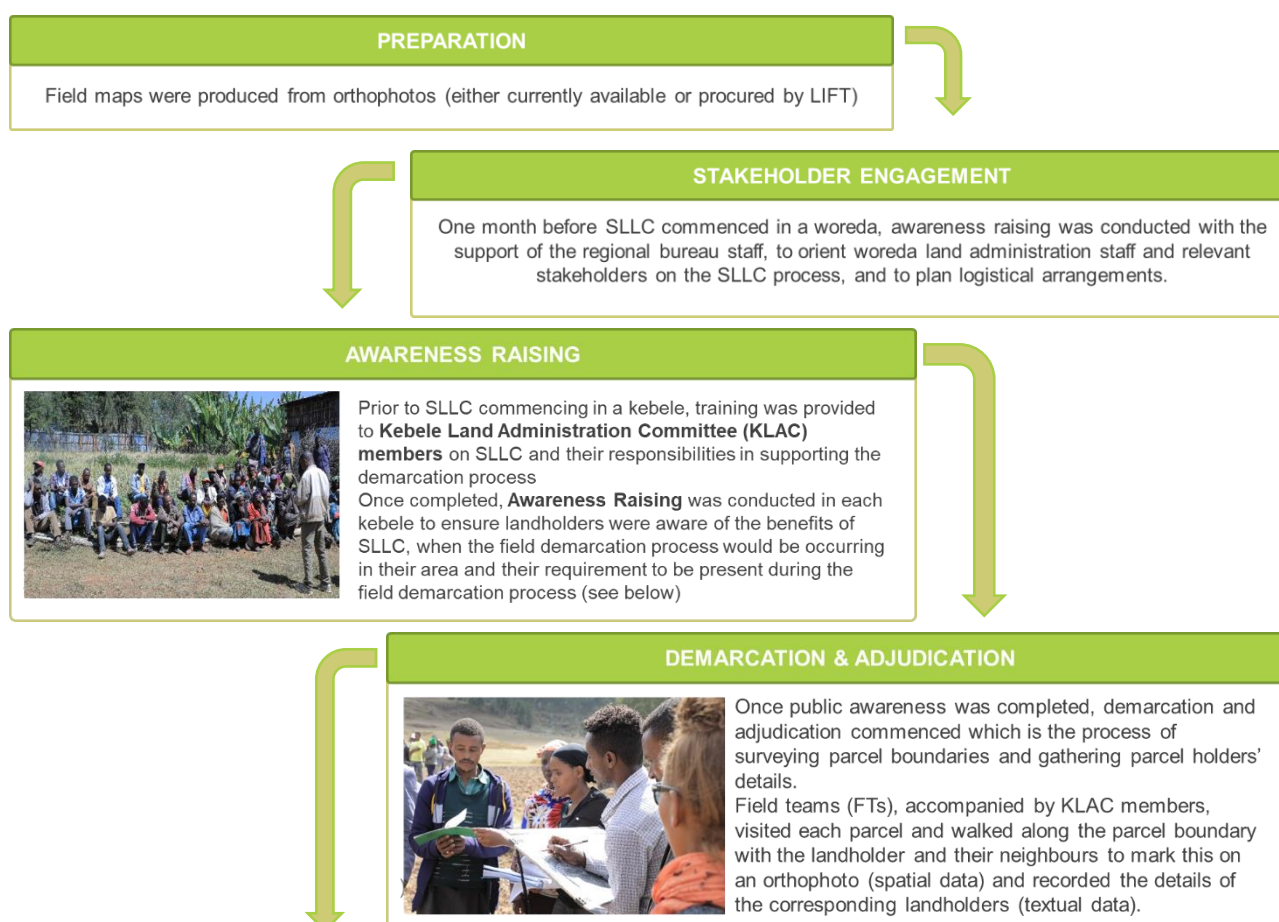 PREPARATION
Field maps were produced from orthophotos (either currently available or procured by LIFT)
STAKEHOLDER ENGAGEMENT
One month before SLLC commenced in a woreda, awareness raising was conducted with the
support of the regional bureau staff, to orient woreda land administration staff and relevant
stakeholders on the SLLC process, and to plan logistical arrangements.
AWARENESS RAISING
Prior to SLLC commencing in a kebele, training was provided
to Kebele Land Administration Committee (KLAC)
members on SLLC and their responsibilities in supporting the
demarcation process
Once completed, Awareness Raising was conducted in each
kebele to ensure landholders were aware of the benefits of
SLLC, when the field demarcation process would be occurring
in their area and their requirement to be present during the
field demarcation process (see below)
DEMARCATION & ADJUDICATION
Once public awareness was completed, demarcation and
adjudication commenced which is the process of
surveying parcel boundaries and gathering parcel holders’
details.
Field teams (FTs), accompanied by KLAC members,
visited each parcel and walked along the parcel boundary
with the landholder and their neighbours to mark this on
an orthophoto (spatial data) and recorded the details of
the corresponding landholders (textual data).